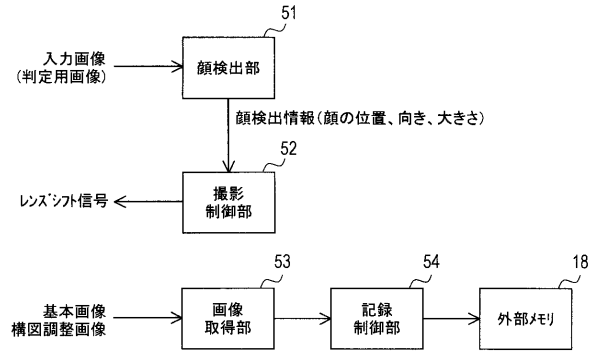 51
入力画像
(判定用画像)
顔検出部
顔検出情報(顔の位置、向き、大きさ)
52
撮影
制御部
レンズシフト信号
53
54
18
基本画像
構図調整画像
画像
取得部
記録
制御部
外部メモリ